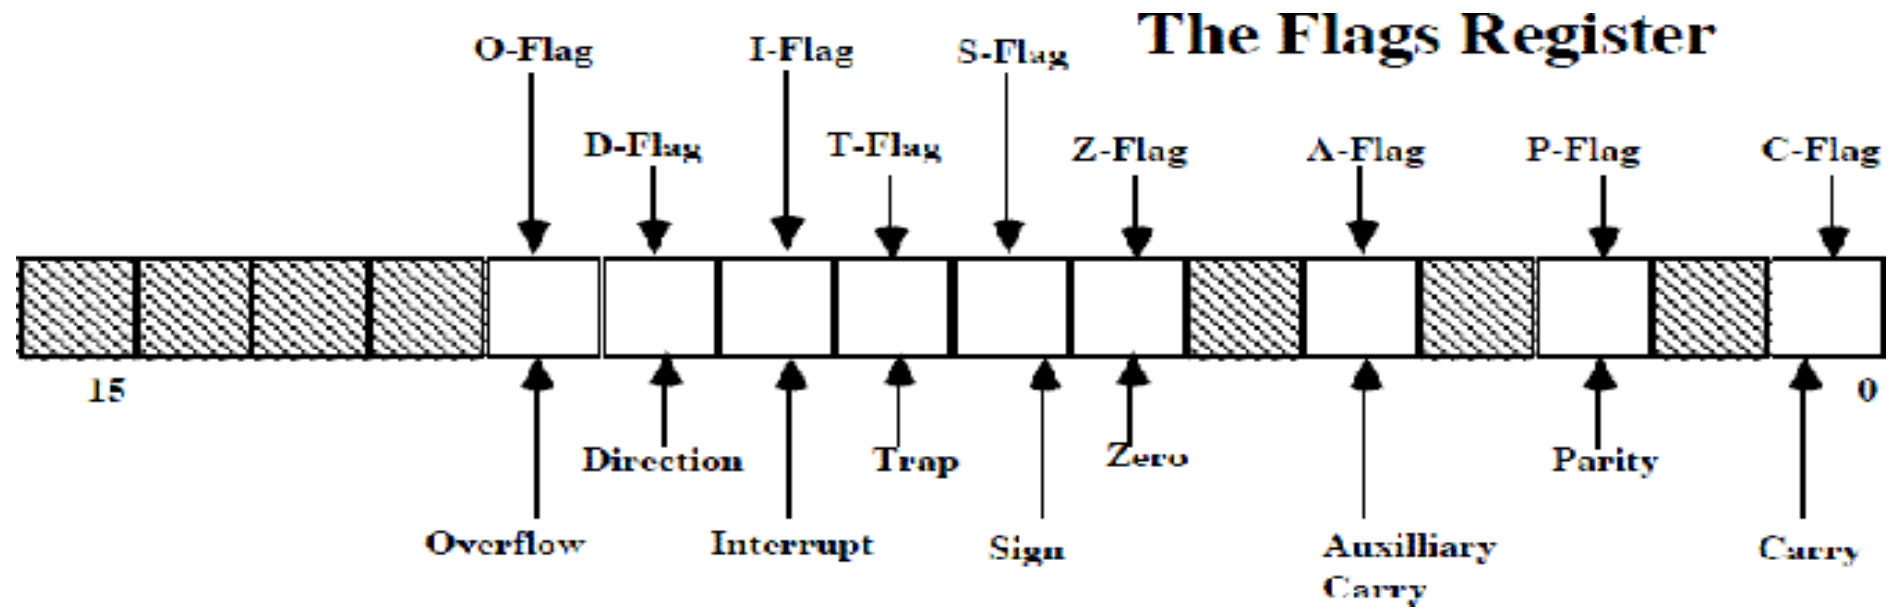 The Flags Register
O-Flag I-Flag S-Flag
D-Flag T-Flag Z-Flag A-Flag P-Flag C-Flag
15 0
Direction Trap Zero Parity
Overflow Interrupt Sign Auxilliary Carry
Carry